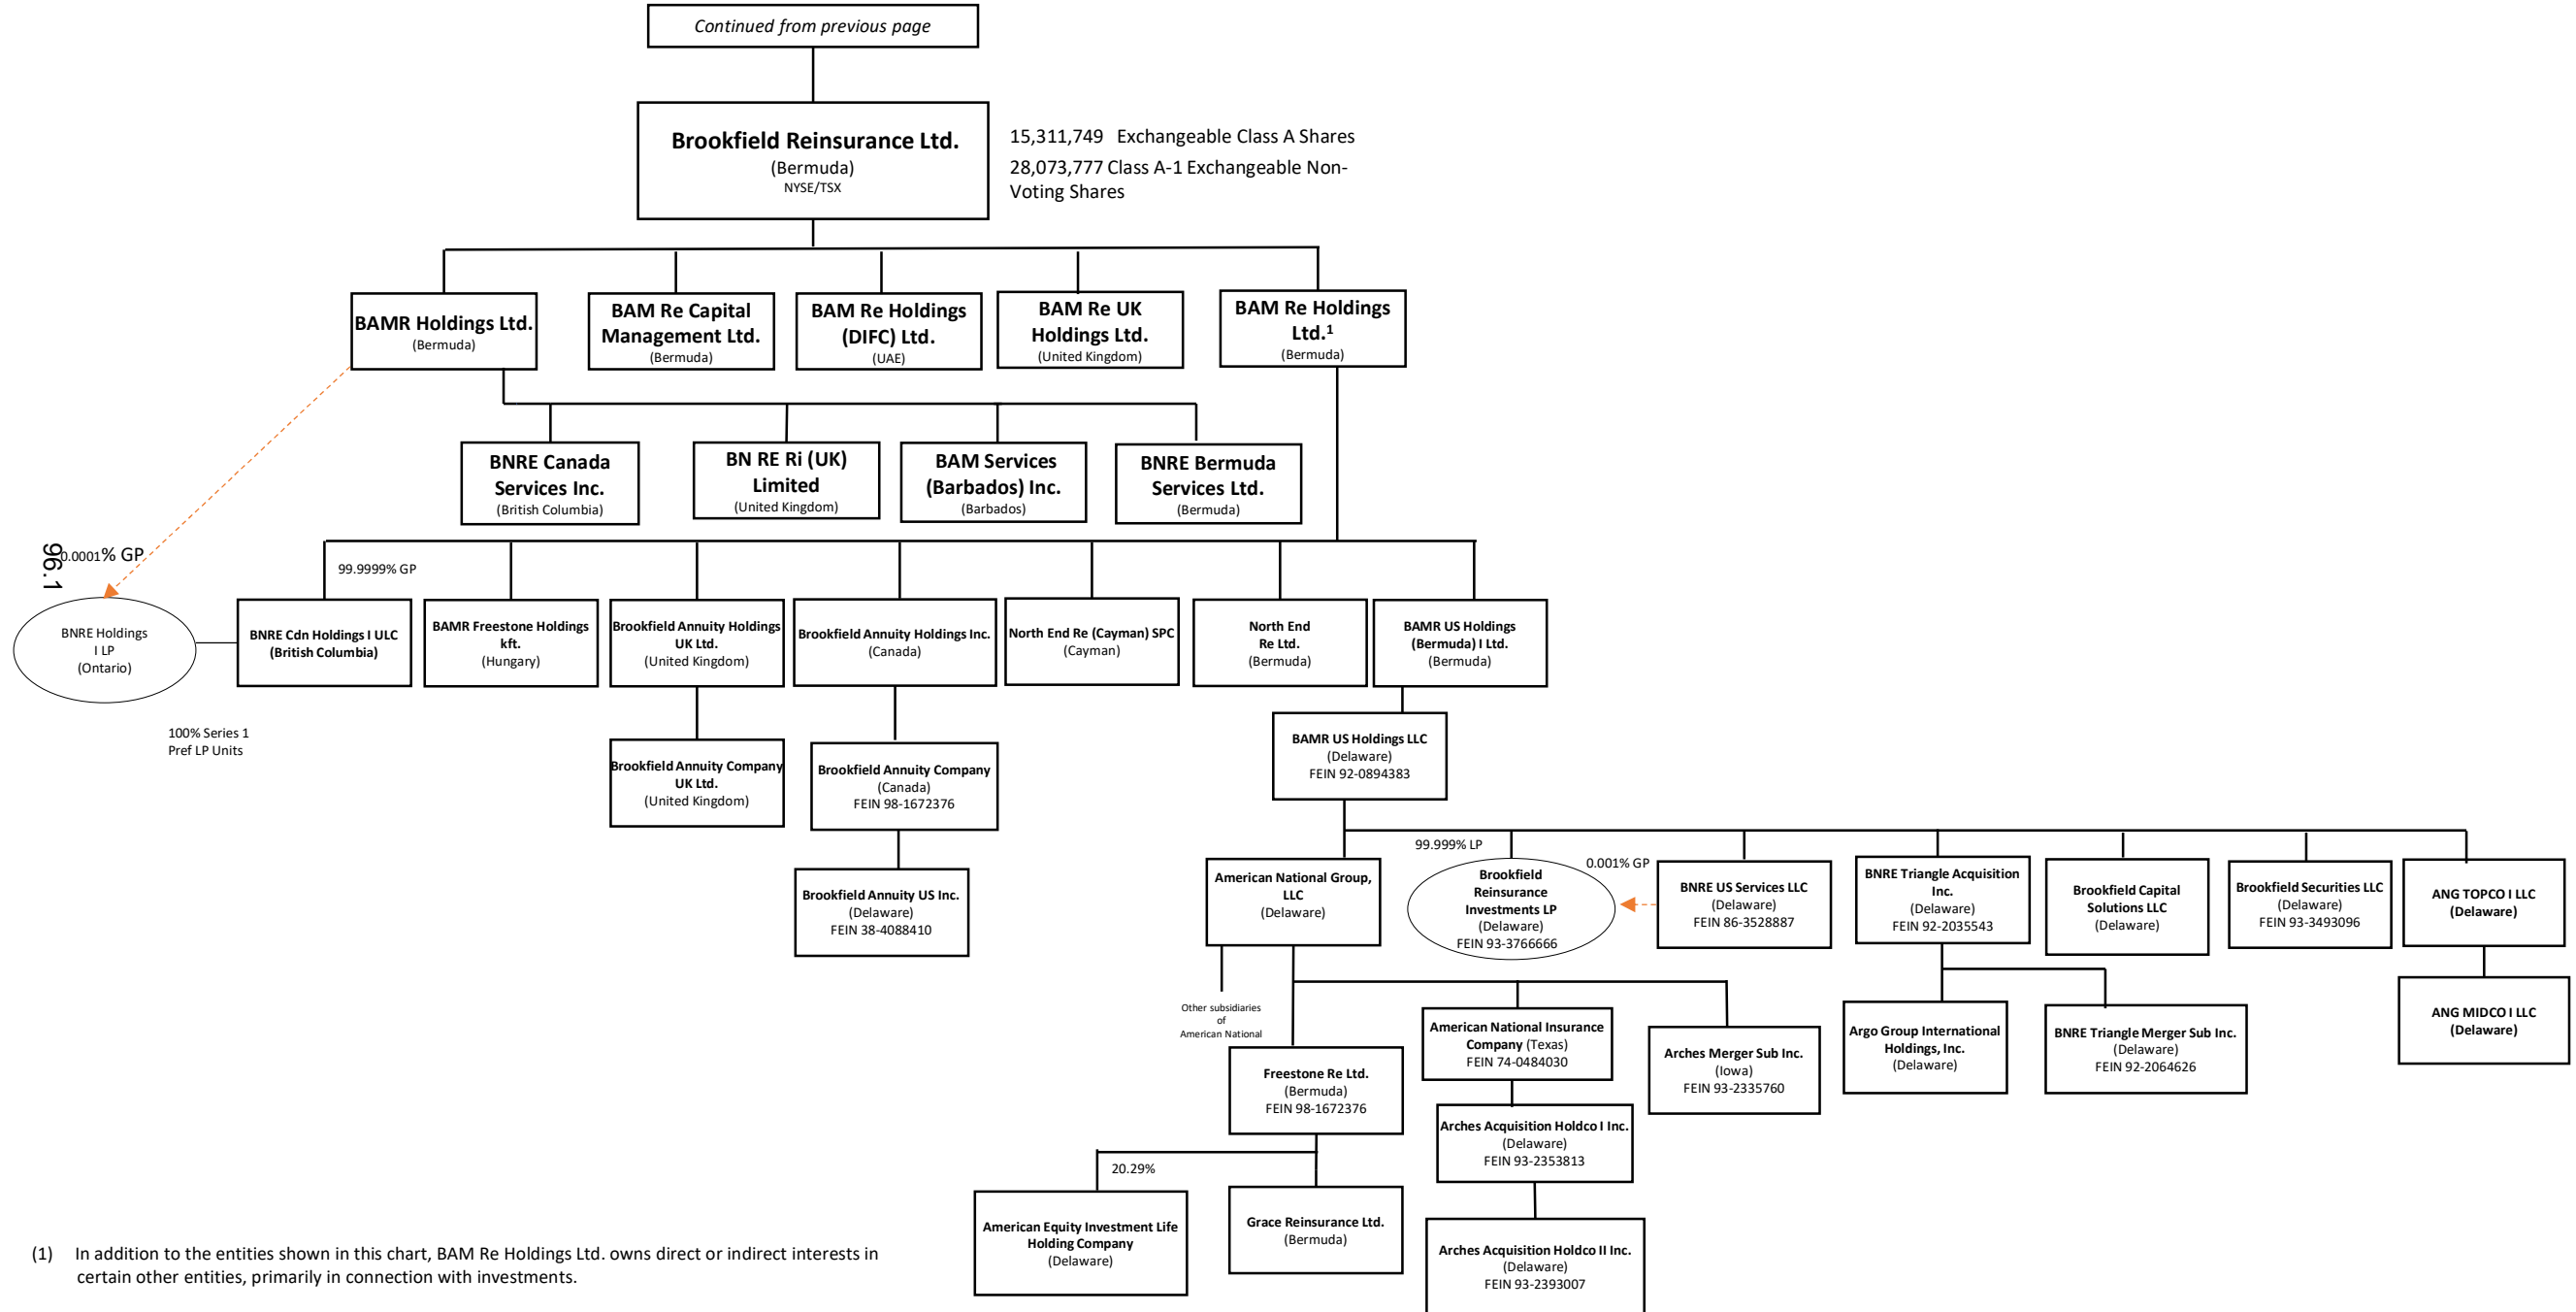 Continued from previous page
Brookfield Reinsurance Ltd.
(Bermuda)
NYSE/TSX
15,311,749 Exchangeable Class A Shares
28,073,777 Class A-1 Exchangeable Non-
Voting Shares
BAMR Holdings Ltd.
(Bermuda)
BAM Re Capital
Management Ltd.
(Bermuda)
BAM Re Holdings
(DIFC) Ltd.
(UAE)
BAM Re UK
Holdings Ltd.
(United Kingdom)
BAM Re Holdings
Ltd.1
(Bermuda)
BNRE Canada
Services Inc.
(British Columbia)
BN RE Ri (UK)
Limited
(United Kingdom)
BAM Services
(Barbados) Inc.
(Barbados)
BNRE Bermuda
Services Ltd.
(Bermuda)
96.1
0.0001% GP
99.9999% GP
BNRE Holdings
I LP
(Ontario)
BNRE Cdn Holdings I ULC
(British Columbia)
BAMR Freestone Holdings
kft.
(Hungary)
Brookfield Annuity Holdings
UK Ltd.
(United Kingdom)
Brookfield Annuity Holdings Inc.
(Canada)
North End Re (Cayman) SPC
(Cayman)
North End
Re Ltd.
(Bermuda)
BAMR US Holdings
(Bermuda) I Ltd.
(Bermuda)
100% Series 1
Pref LP Units
Brookfield Annuity Company
UK Ltd.
(United Kingdom)
Brookfield Annuity Company
(Canada)
FEIN 98-1672376
BAMR US Holdings LLC
(Delaware)
FEIN 92-0894383
Brookfield Annuity US Inc.
(Delaware)
FEIN 38-4088410
American National Group,
LLC
(Delaware)
99.999% LP
Brookfield
Reinsurance
Investments LP
(Delaware)
FEIN 93-3766666
0.001% GP
BNRE US Services LLC
(Delaware)
FEIN 86-3528887
BNRE Triangle Acquisition
Inc.
(Delaware)
FEIN 92-2035543
Brookfield Capital
Solutions LLC
(Delaware)
Brookfield Securities LLC
(Delaware)
FEIN 93-3493096
ANG TOPCO I LLC
(Delaware)
Other subsidiaries
of
American National
Freestone Re Ltd.
(Bermuda)
FEIN 98-1672376
American National Insurance
Company (Texas)
FEIN 74-0484030
Arches Merger Sub Inc.
(Iowa)
FEIN 93-2335760
Argo Group International
Holdings, Inc.
(Delaware)
BNRE Triangle Merger Sub Inc.
(Delaware)
FEIN 92-2064626
ANG MIDCO I LLC
(Delaware)
Arches Acquisition Holdco I Inc.
(Delaware)
FEIN 93-2353813
20.29%
American Equity Investment Life
Holding Company
(Delaware)
Grace Reinsurance Ltd.
(Bermuda)
Arches Acquisition Holdco II Inc.
(Delaware)
FEIN 93-2393007
(1) In addition to the entities shown in this chart, BAM Re Holdings Ltd. owns direct or indirect interests in
certain other entities, primarily in connection with investments.